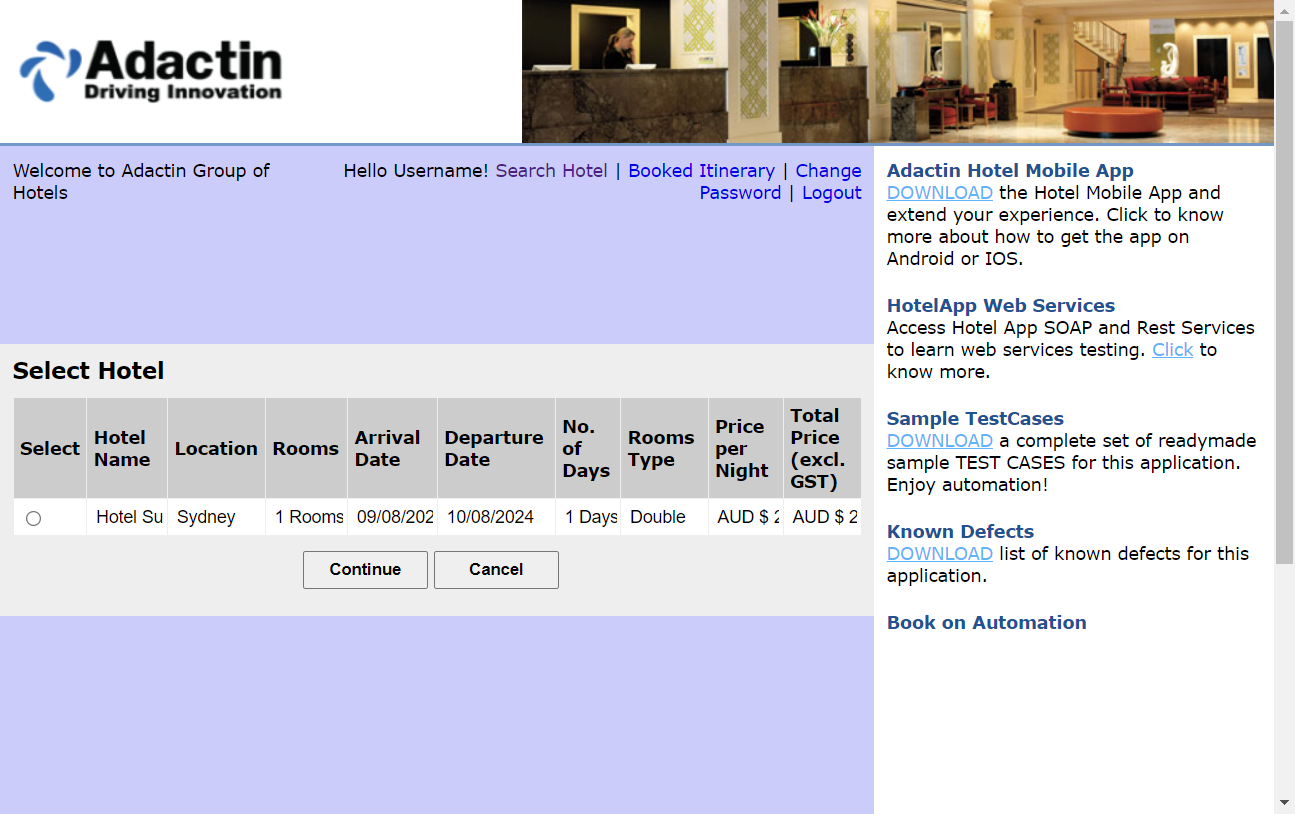 Adactin
Driving Innovation
Welcome to Adactin Group of
Hotels
Hello Username! Search Hotel | Booked Itinerary | Change
Password | Logout
Select Hotel
Select Hotel Name Location Rooms Arrival Date Departure Date No. of Days Rooms Type Price per Night Total Price (excl. GST)
Hotel Su Sydney 1 Rooms 09/08/202 10/08/2024 1 Days Double AUD $ 2 AUD $ 2
Continue Cancel
Adactin Hotel Mobile App
DOWNLOAD the Hotel Mobile App and
extend your experience. Click to know
more about how to get the app on
Android or IOS.
HotelApp Web Services
Access Hotel App SOAP and Rest Services
to learn web services testing. Click to
know more.
Sample TestCases
DOWNLOAD a complete set of readymade
sample TEST CASES for this application.
Enjoy automation!
Known Defects
DOWNLOAD list of known defects for this
application.
Book on Automation